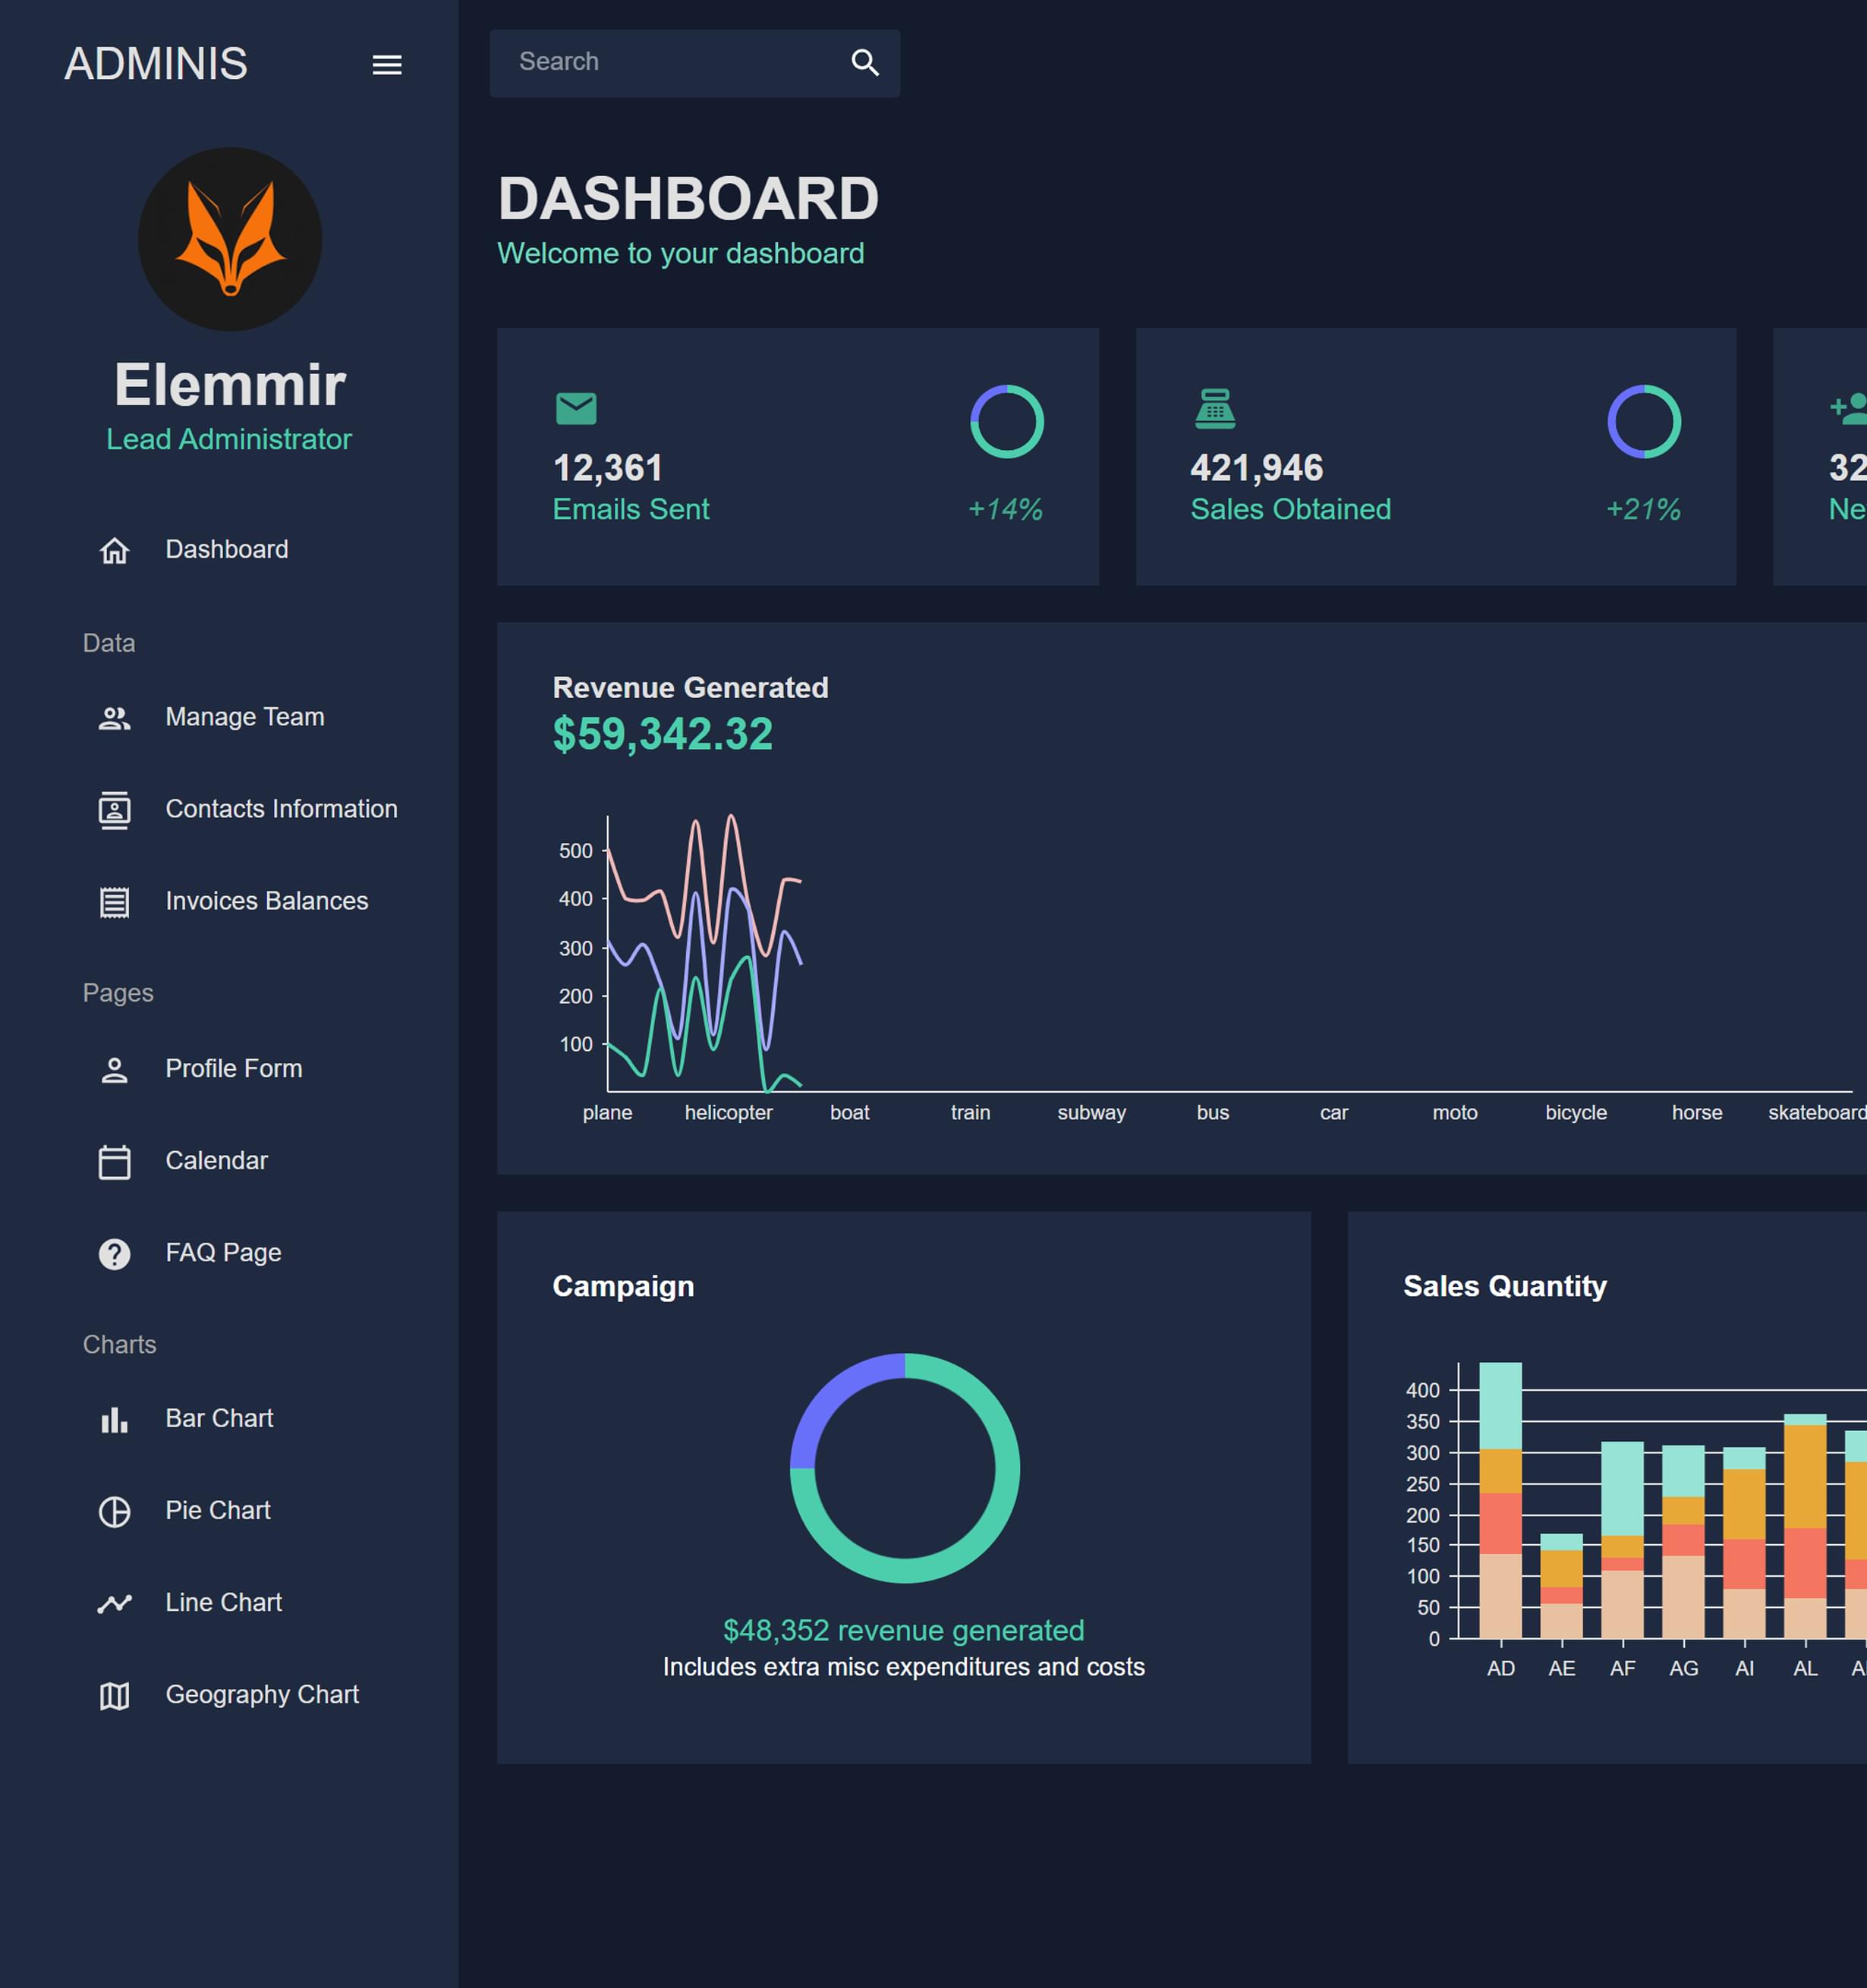 ADMINIS
Search
Elemmir
Lead Administrator
Dashboard
Data
Manage Team
Contacts Information
Invoices Balances
Pages
Profile Form
Calendar
FAQ Page
Charts
Bar Chart
Pie Chart
Line Chart
Geography Chart
DASHBOARD
Welcome to your dashboard
12,361
Emails Sent
+14%
421,946
Sales Obtained
+21%
32
Ne
Revenue Generated
$59,342.32
500
400
300
200
100
plane helicopter boat train subway bus car moto bicycle horse skateboard
Campaign
$48,352 revenue generated
Includes extra misc expenditures and costs
Sales Quantity
400
350
300
250
200
150
100
50
0
AD AE AF AG AI AL